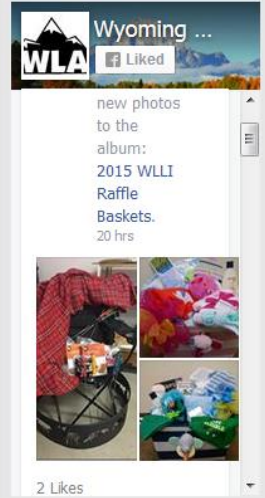 WLA
Wyoming ...
Liked
new photos
to the
album:
2015 WLLI
Raffle
Baskets.
20 hrs
2 Likes